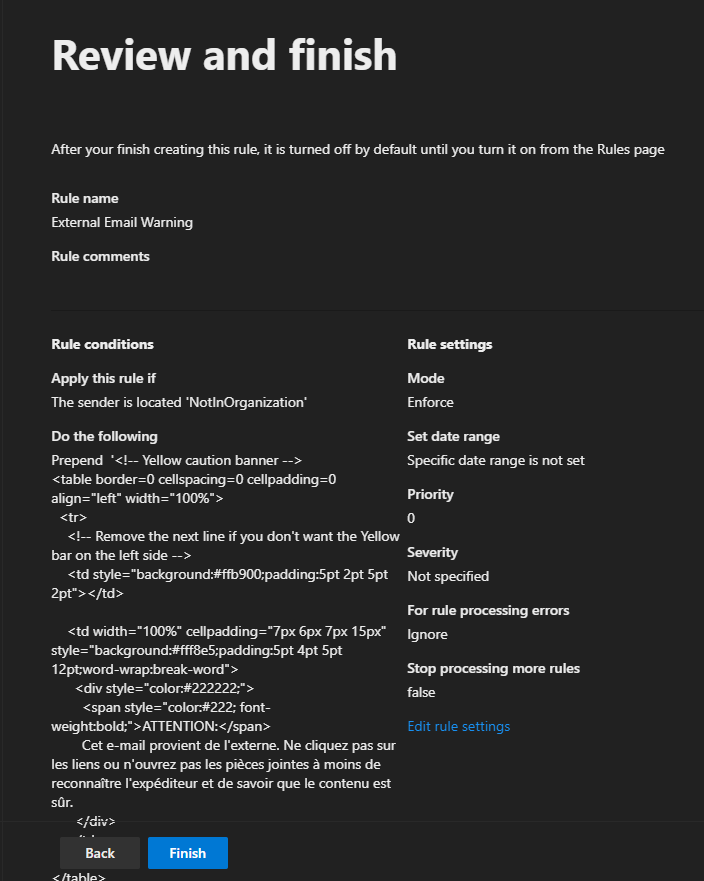 Review and finish
After your finish creating this rule, it is turned off by default until you turn it on from the Rules page
Rule name
External Email Warning
Rule comments
Rule conditions
Apply this rule if
The sender is located 'NotInOrganization'
Do the following
Prepend  '<!-- Yellow caution banner -->
<table border=0 cellspacing=0 cellpadding=0
align="left" width="100%">
<tr>
<!-- Remove the next line if you don't want the Yellow
bar on the left side -->
<td style="background:#ffb900;padding:5pt 2pt 5pt
2pt"></td>
<td width="100%" cellpadding="7px 6px 7px 15px"
style="background:#fff8e5;padding:5pt 4pt 5pt
12pt;word-wrap:break-word">
<div style="color:#222222;">
<span style="color:#222; font-
weight:bold;">ATTENTION:</span>
Cet e-mail provient de l'externe. Ne cliquez pas sur
les liens ou n'ouvrez pas les pièces jointes à moins de
reconnaître l'expéditeur et de savoir que le contenu est
sûr.
</div>
</table>
Rule settings
Mode
Enforce
Set date range
Specific date range is not set
Priority
0
Severity
Not specified
For rule processing errors
Ignore
Stop processing more rules
false
Edit rule settings
Back
Finish